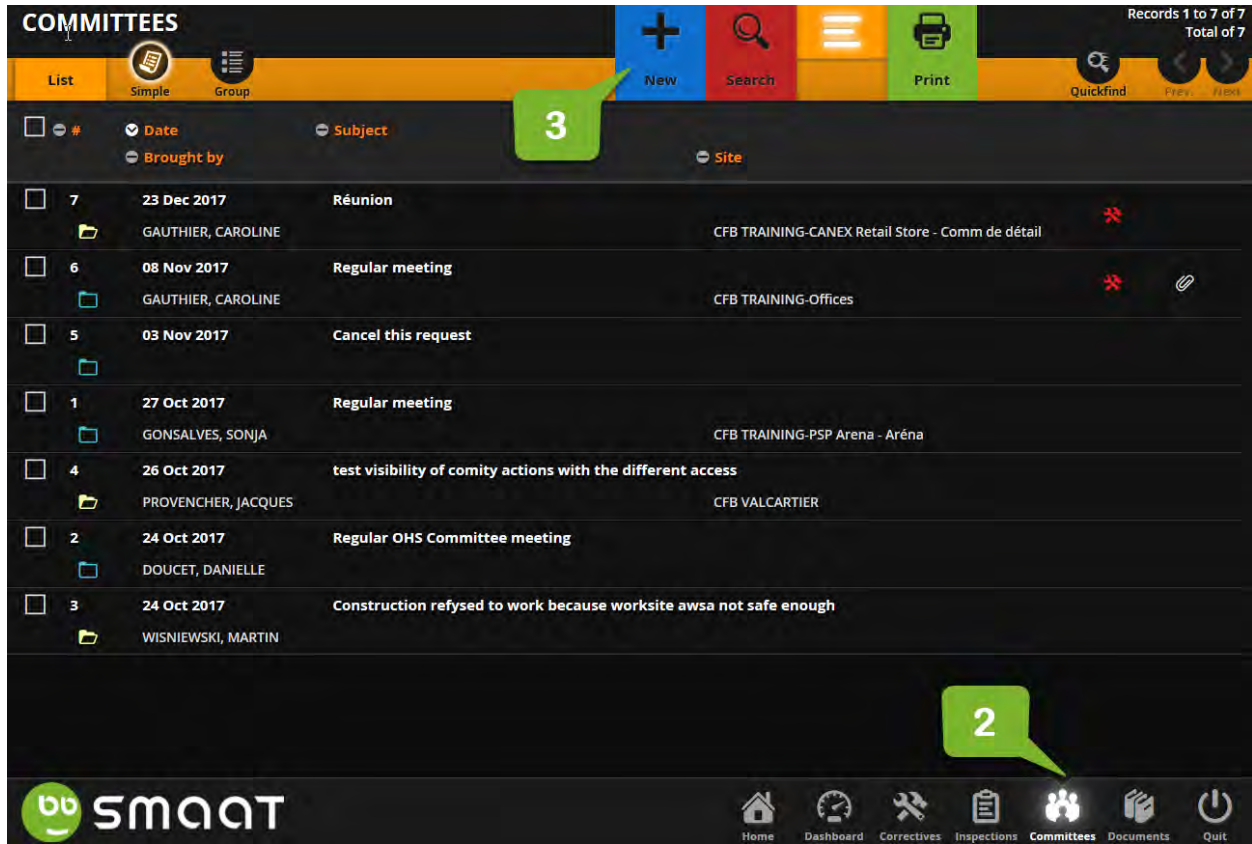 COMMITTEES
Records 1 to 7 of 7
Total of 7
List
Simple
Group
New
Search
Print
Quickfind
Prev.
Next
3
#
Date
Subject
Brought by
Site
7 23 Dec 2017 Réunion
GAUTHIER, CAROLINE CFB TRAINING-CANEX Retail Store - Comm de détail
6 08 Nov 2017 Regular meeting
GAUTHIER, CAROLINE CFB TRAINING-Offices
5 03 Nov 2017 Cancel this request
1 27 Oct 2017 Regular meeting
GONSALVES, SONJA CFB TRAINING-PSP Arena - Aréna
4 26 Oct 2017 test visibility of comity actions with the different access
PROVENCHER, JACQUES CFB VALCARTIER
2 24 Oct 2017 Regular OHS Committee meeting
DOUCET, DANIELLE
3 24 Oct 2017 Construction refysed to work because worksite awsa not safe enough
WISNIEWSKI, MARTIN
2
smaaT
Home Dashboard Correctives Inspections Committees Documents Quit